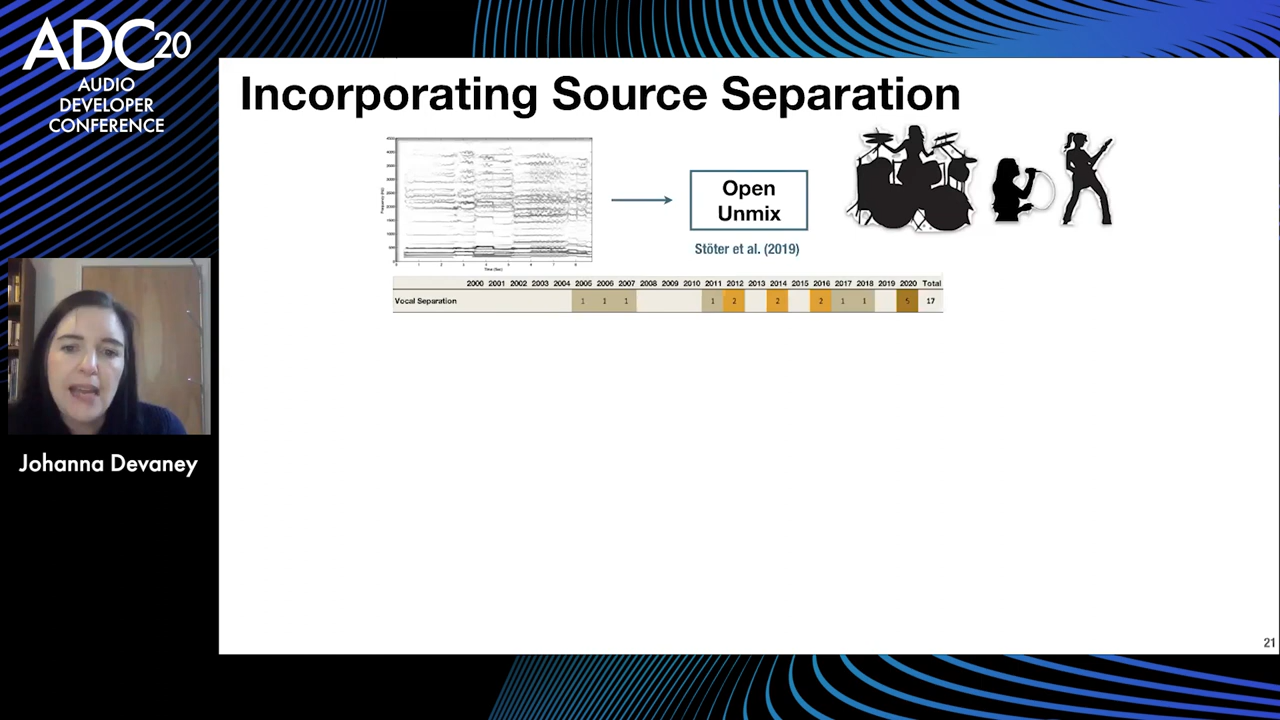 ADC20
AUDIO
DEVELOPER
CONFERENCE
Incorporating Source Separation
Open
Unmix
Stöter et al. (2019)
Time (Sec)
2000 2001 2002 2003 2004 2005 2006 2007 2008 2009 2010 2011 2012 2013 2014 2015 2016 2017 2018 2019 2020 Total
Vocal Separation 1 1 1 1 2 2 2 1 1 5 17
Johanna Devaney
21